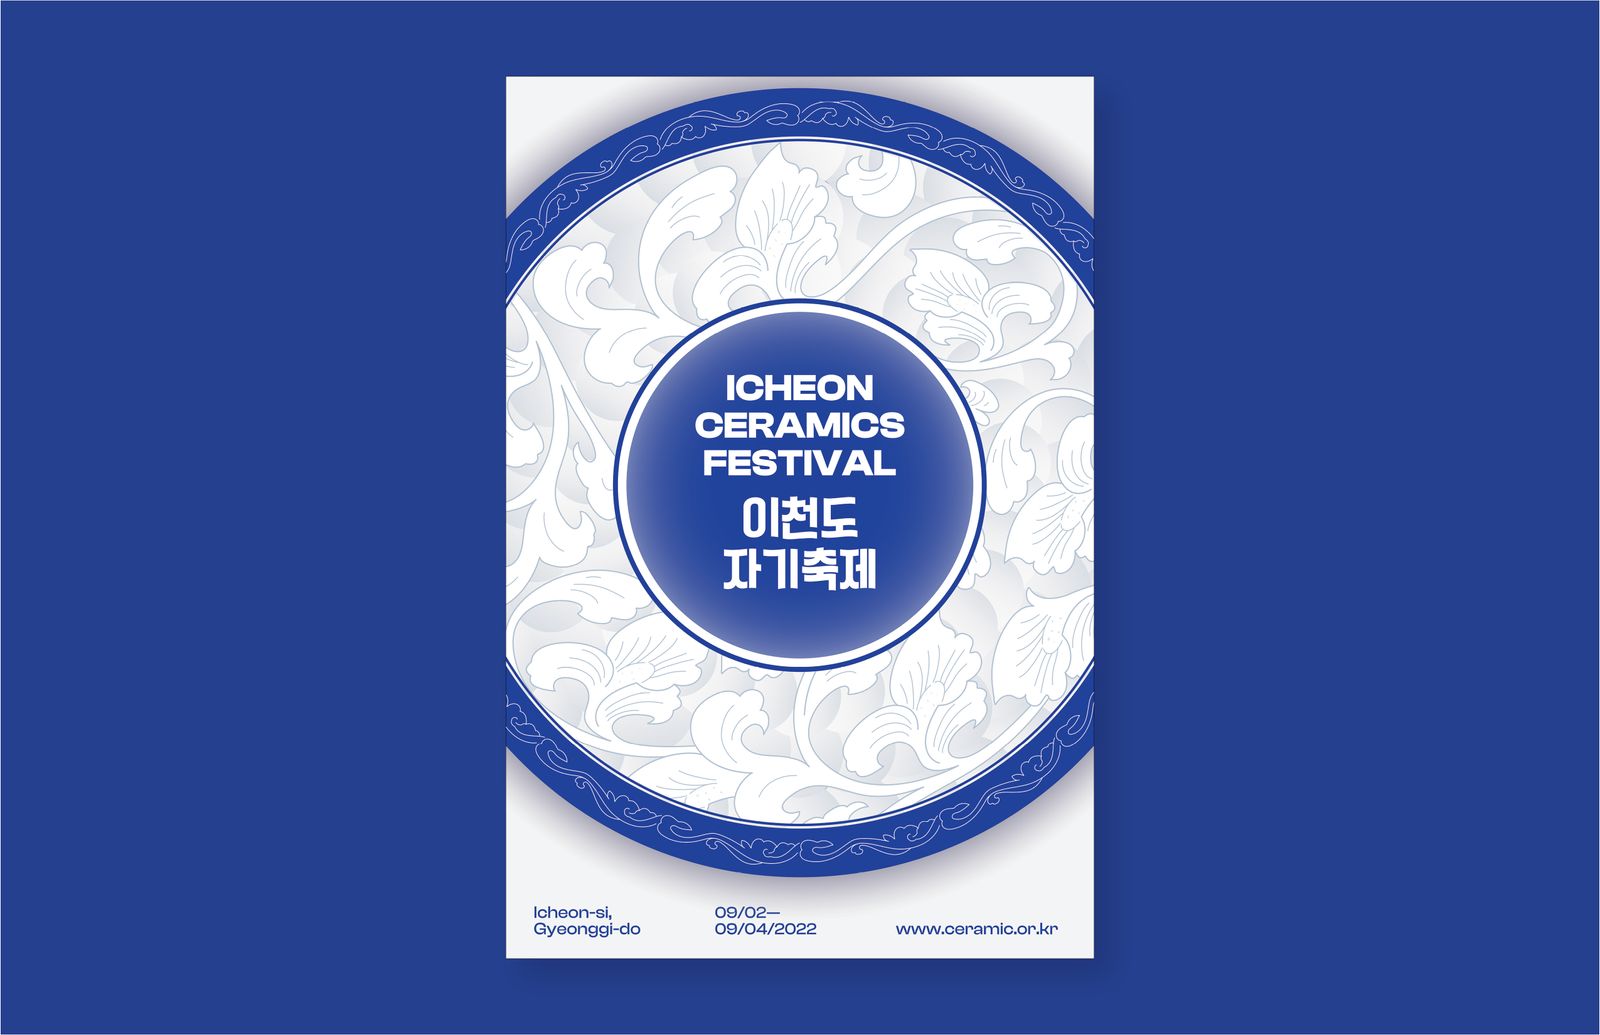 ICHEON
CERAMICS
FESTIVAL
이천도
자기축제
Icheon-si,
Gyeonggi-do
09/02—
09/04/2022
www.ceramic.or.kr